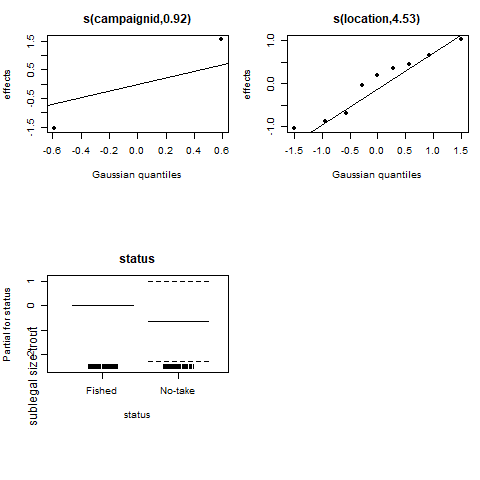 s(campaignid,0.92)
effects
-1.5 -0.5 0.5 1.5
-0.6 -0.4 -0.2 0.0 0.2 0.4 0.6
Gaussian quantiles
s(location,4.53)
effects
-1.0 0.0 1.0
-1.5 -1.0 -0.5 0.0 0.5 1.0 1.5
Gaussian quantiles
status
Partial for status
sublegal size trout
0 1
Fished No-take
status